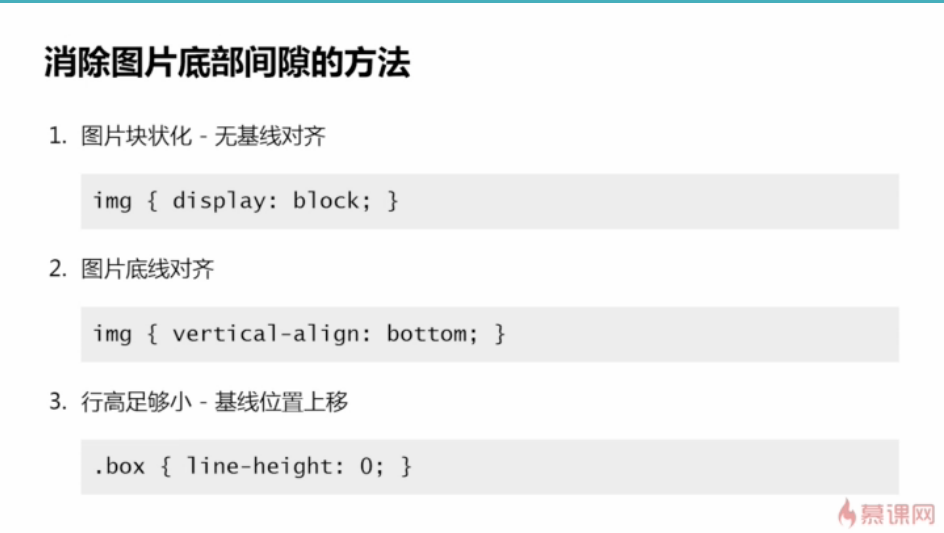 消除图片底部间隙的方法
1. 图片块状化 - 无基线对齐
img { display: block; }
2. 图片底线对齐
img { vertical-align: bottom; }
3. 行高足够小 - 基线位置上移
.box { line-height: 0; }
慕课网